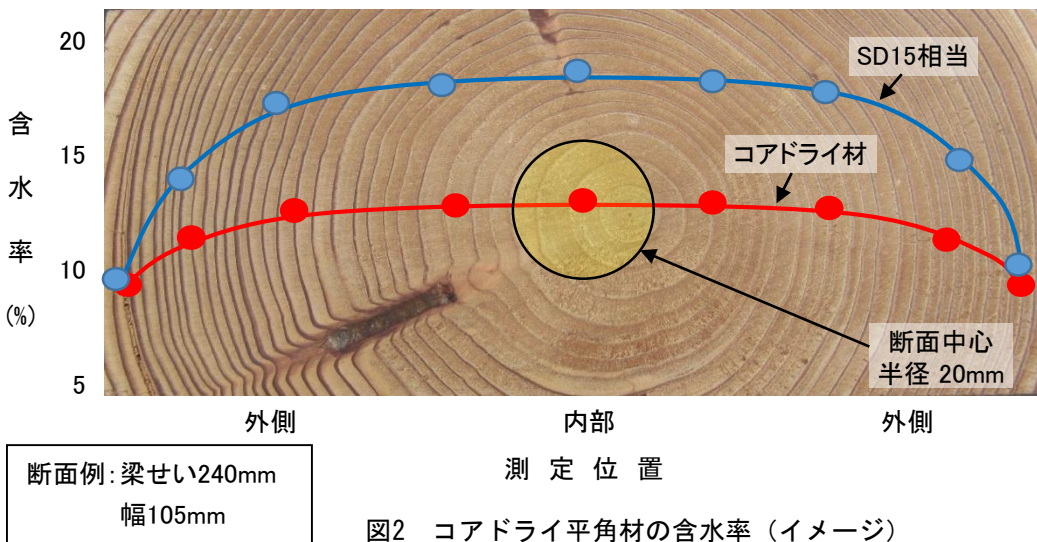 20
15
10
5
含水率
(%)
SD15相当
コアドライ材
断面中心
半径 20mm
外側
内部
外側
測定位置
断面例：梁せい240mm
幅105mm
図2 コアドライ平角材の含水率（イメージ）